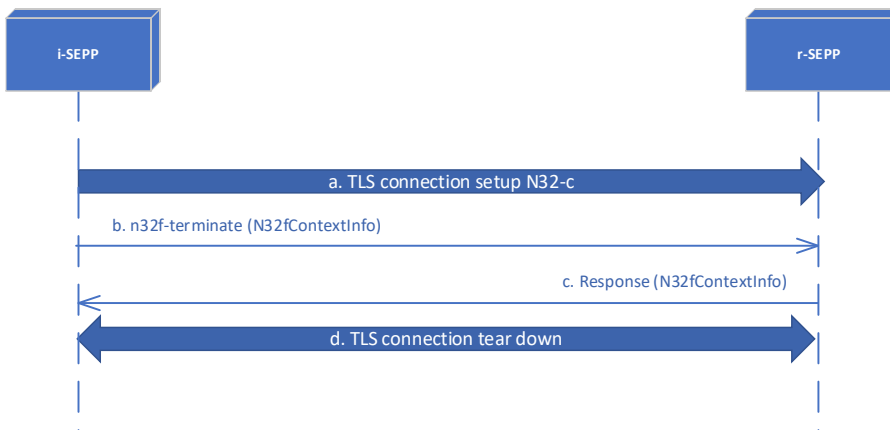 i-SEPP
r-SEPP
a. TLS connection setup N32-c
b. n32f-terminate (N32fContextInfo)
c. Response (N32fContextInfo)
d. TLS connection tear down